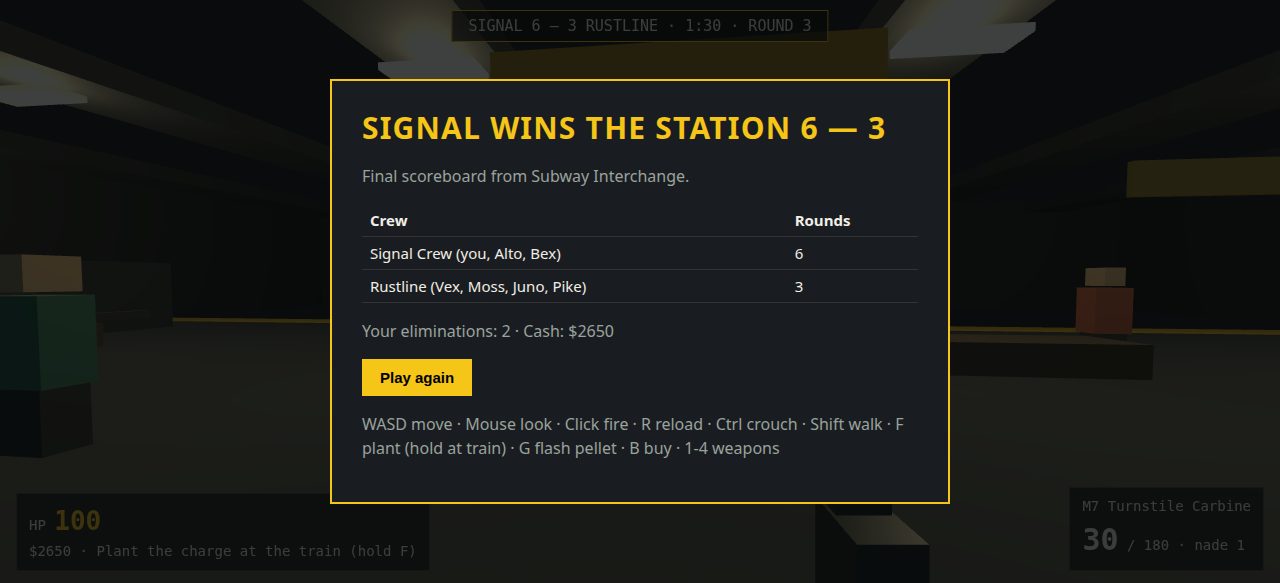 SIGNAL 6 — 3 RUSTLINE · 1:30 · ROUND 3
SIGNAL WINS THE STATION 6 — 3
Final scoreboard from Subway Interchange.
Crew Rounds
Signal Crew (you, Alto, Bex) 6
Rustline (Vex, Moss, Juno, Pike) 3
Your eliminations: 2 · Cash: $2650
Play again
WASD move · Mouse look · Click fire · R reload · Ctrl crouch · Shift walk · F
plant (hold at train) · G flash pellet · B buy · 1-4 weapons
HP 100
$2650 · Plant the charge at the train (hold F)
M7 Turnstile Carbine
30 / 180 · nade 1